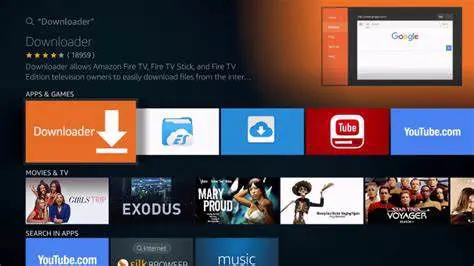 "Downloader"
Downloader
(18959)
Downloader allows Amazon Fire TV, Fire TV Stick, and Fire TV
Edition television owners to easily download files from the inter...
Google
APPS & GAMES
Downloader
ES
Tube
YouTube.com
MOVIES & TV
GIRLS TRIP
EXODUS
PROUD MARY
STAR TREK
VOYAGER
SEARCH IN APPS
YouTube.com
Internet
silk BROWSER
music